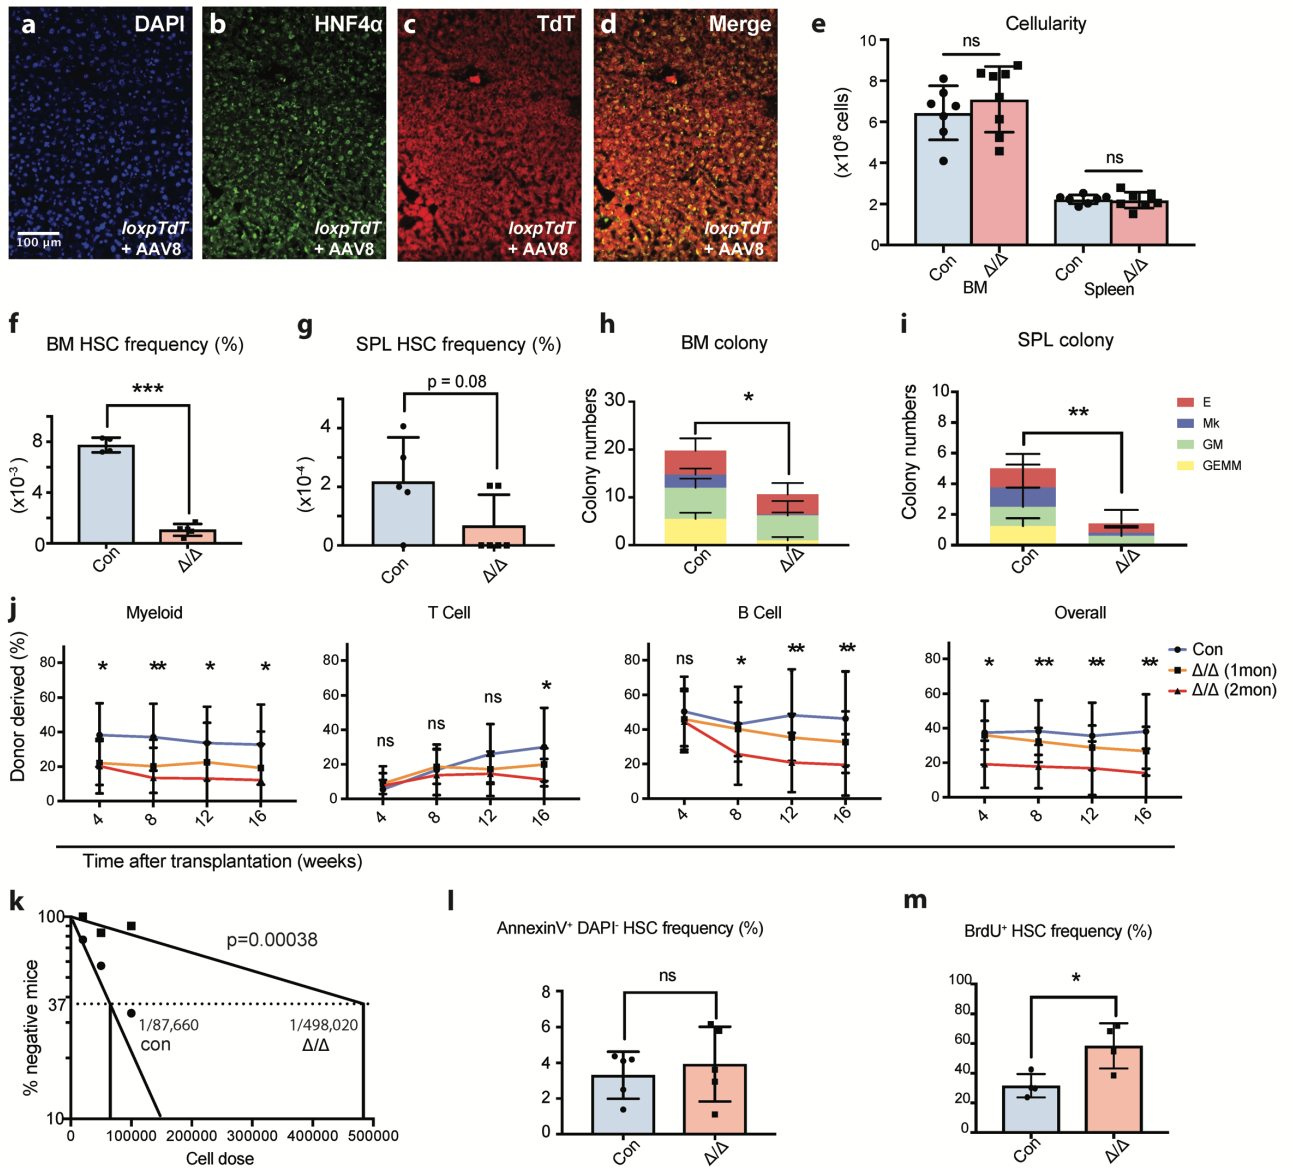 a
DAPI
loxpTdT
+ AAV8
100 µm
b
HNF4α
loxpTdT
+ AAV8
c
TdT
loxpTdT
+ AAV8
d
Merge
loxpTdT
+ AAV8
e
Cellularity
(x10⁸ cells)
10
8
6
4
2
0
ns
ns
Con
Δ/Δ
Con
Δ/Δ
BM
Spleen
f
BM HSC frequency (%)
(x10⁻³)
8
4
0
***
Con
Δ/Δ
g
SPL HSC frequency (%)
(x10⁻⁴)
4
2
0
p = 0.08
Con
Δ/Δ
h
BM colony
Colony numbers
30
20
10
0
*
Con
Δ/Δ
i
SPL colony
Colony numbers
10
8
6
4
2
0
**
Con
Δ/Δ
E
Mk
GM
GEMM
j
Donor derived (%)
Myeloid
80
60
40
20
0
* ** * *
4 8 12 16
T Cell
80
60
40
20
0
ns ns ns *
4 8 12 16
B Cell
80
60
40
20
0
ns * ** **
4 8 12 16
Overall
80
60
40
20
0
* ** ** **
4 8 12 16
Con
Δ/Δ (1mon)
Δ/Δ (2mon)
Time after transplantation (weeks)
k
% negative mice
100
37
10
p=0.00038
1/87,660
con
1/498,020
Δ/Δ
0 100000 200000 300000 400000 500000
Cell dose
l
AnnexinV⁺ DAPI⁻ HSC frequency (%)
8
6
4
2
0
ns
Con
Δ/Δ
m
BrdU⁺ HSC frequency (%)
100
80
60
40
20
0
*
Con
Δ/Δ